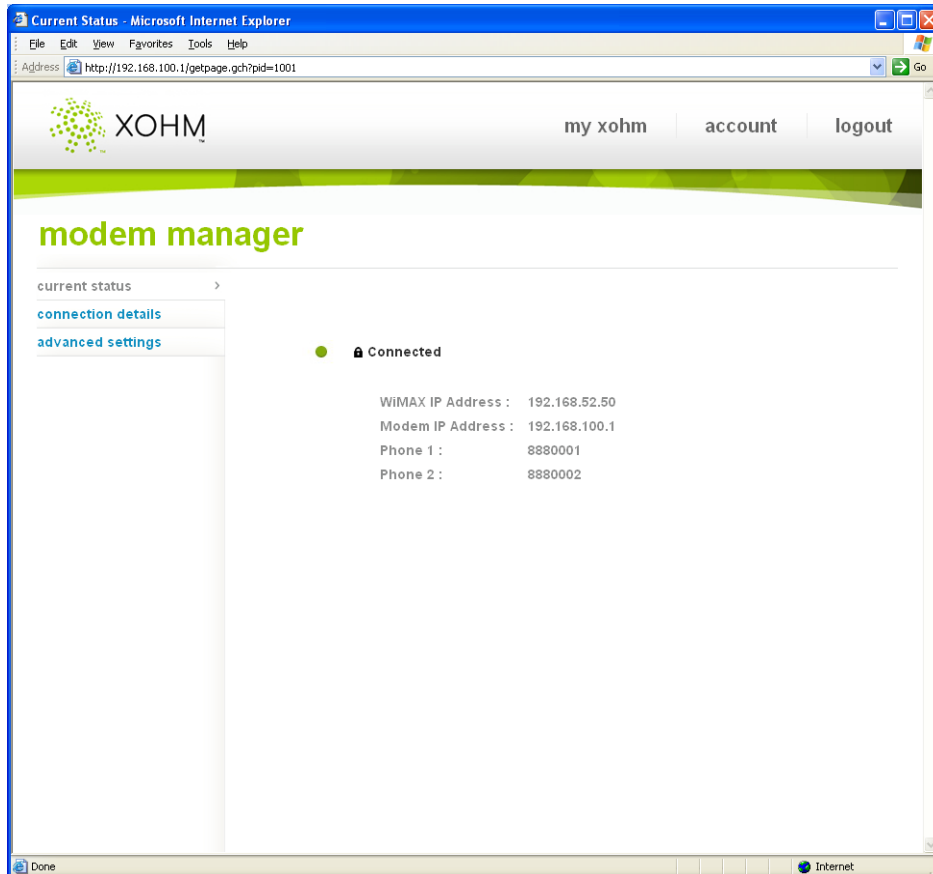 Current Status - Microsoft Internet Explorer
File Edit View Favorites Tools Help
Address http://192.168.100.1/getpage.gch?pid=1001 Go
XOHM™
my xohm account logout
modem manager
current status >
connection details
advanced settings
Connected
WiMAX IP Address : 192.168.52.50
Modem IP Address : 192.168.100.1
Phone 1 : 8880001
Phone 2 : 8880002
Done Internet